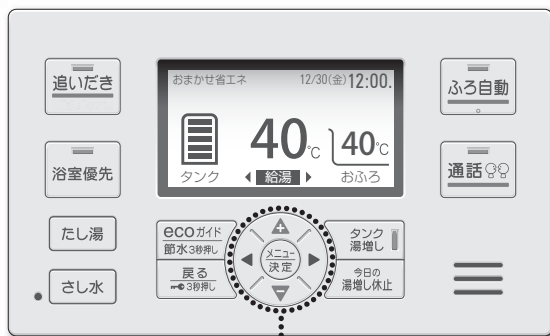 追いだき
おまかせ省エネ 12/30(金)12:00.
ふろ自動
浴室優先
40℃ 40℃
タンク 給湯 おふろ
通話
たし湯
ecoガイド
節水3秒押し
タンク
湯増し
メニュー
決定
さし水
戻る
3秒押し
今日の
湯増し休止